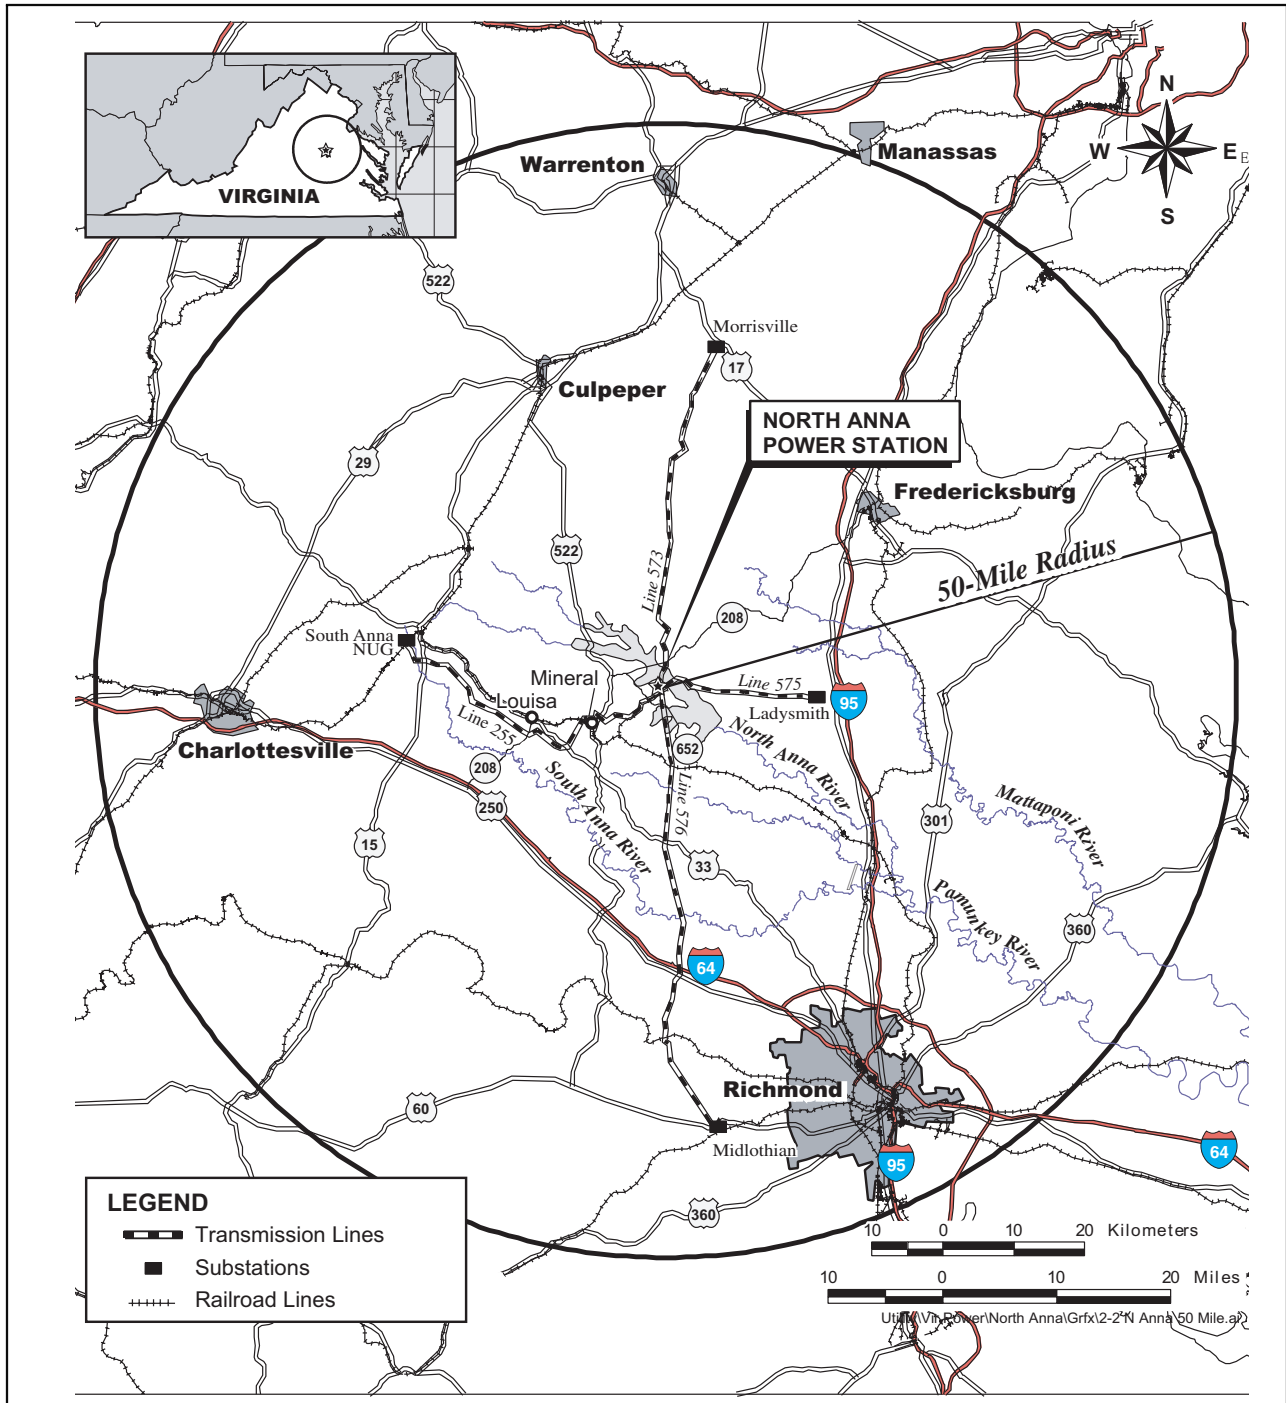 N
W
E
E
S
VIRGINIA
Warrenton
Manassas
522
Morrisville
17
Culpeper
NORTH ANNA
POWER STATION
29
Fredericksburg
522
Line 573
50-Mile Radius
208
South Anna
NUG
Mineral
Louisa
Line 575
Ladysmith
95
Line 255
Charlottesville
208
652
North Anna River
South Anna River
Line 576
250
Mattaponi River
301
15
33
Pamunkey River
360
64
Richmond
60
Midlothian
95
64
360
LEGEND
Transmission Lines
Substations
Railroad Lines
10 0 10 20 Kilometers
10 0 10 20 Miles